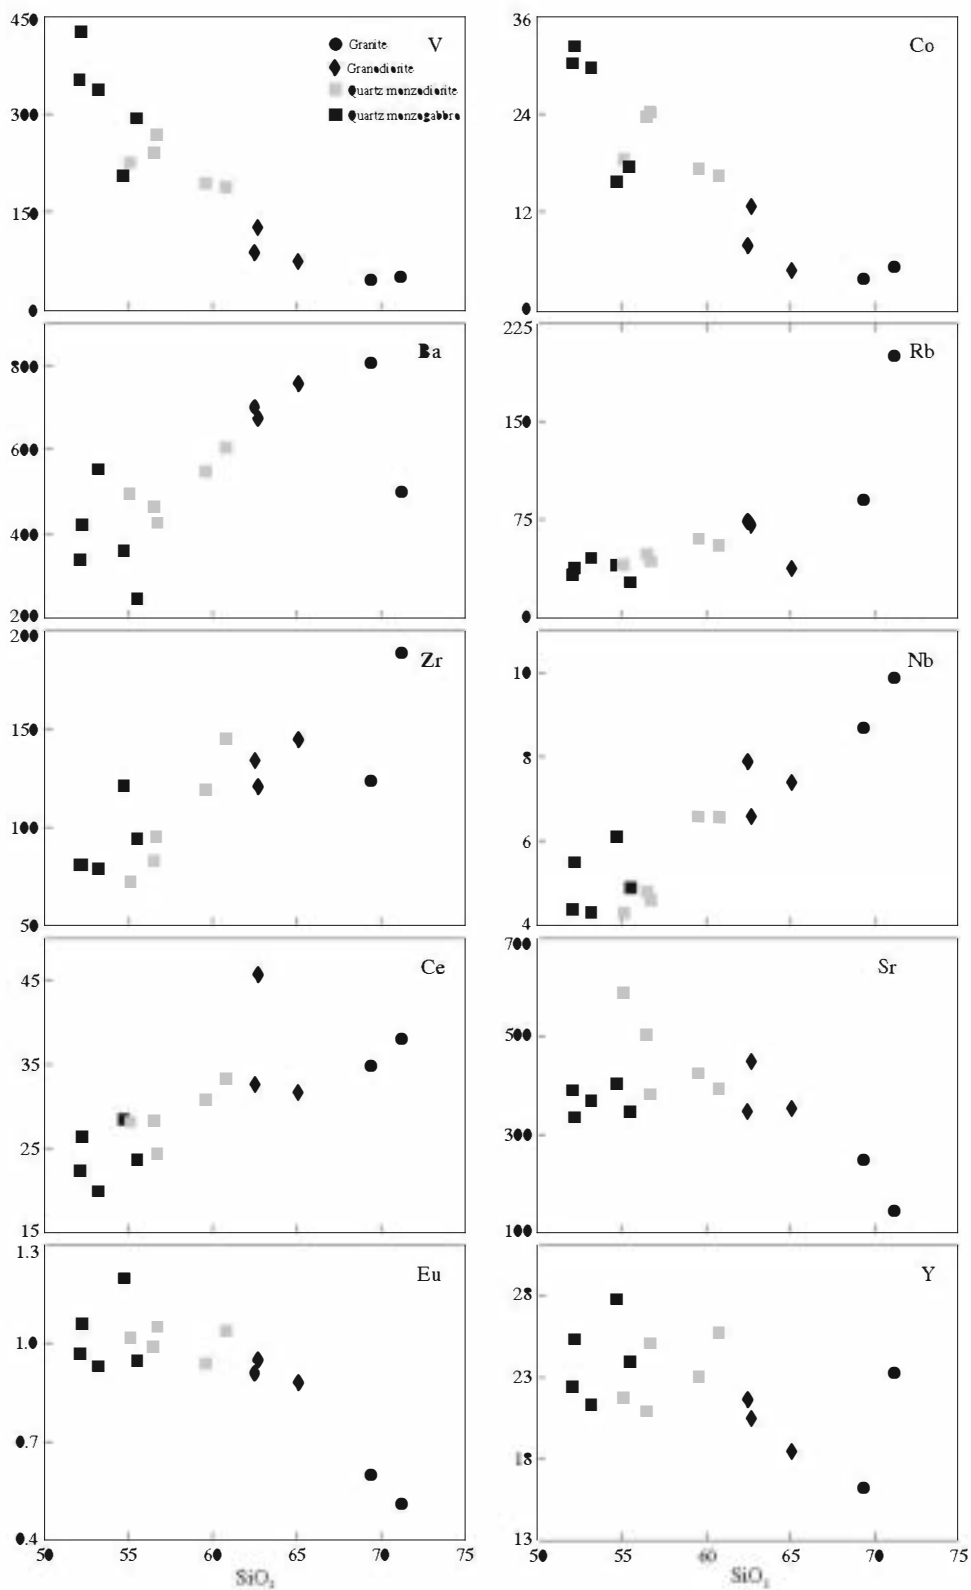 450
300
150
0
V
Granite
Granodiorite
Quartz monzodiorite
Quartz monzogabbro
36
24
12
0
Co
800
600
400
200
Ba
225
150
75
0
Rb
200
150
100
50
Zr
10
8
6
4
Nb
45
35
25
15
Ce
700
500
300
100
Sr
1.3
1.0
0.7
0.4
Eu
50 55 60 65 70 75
SiO₂
28
23
18
13
Y
50 55 60 65 70 75
SiO₂